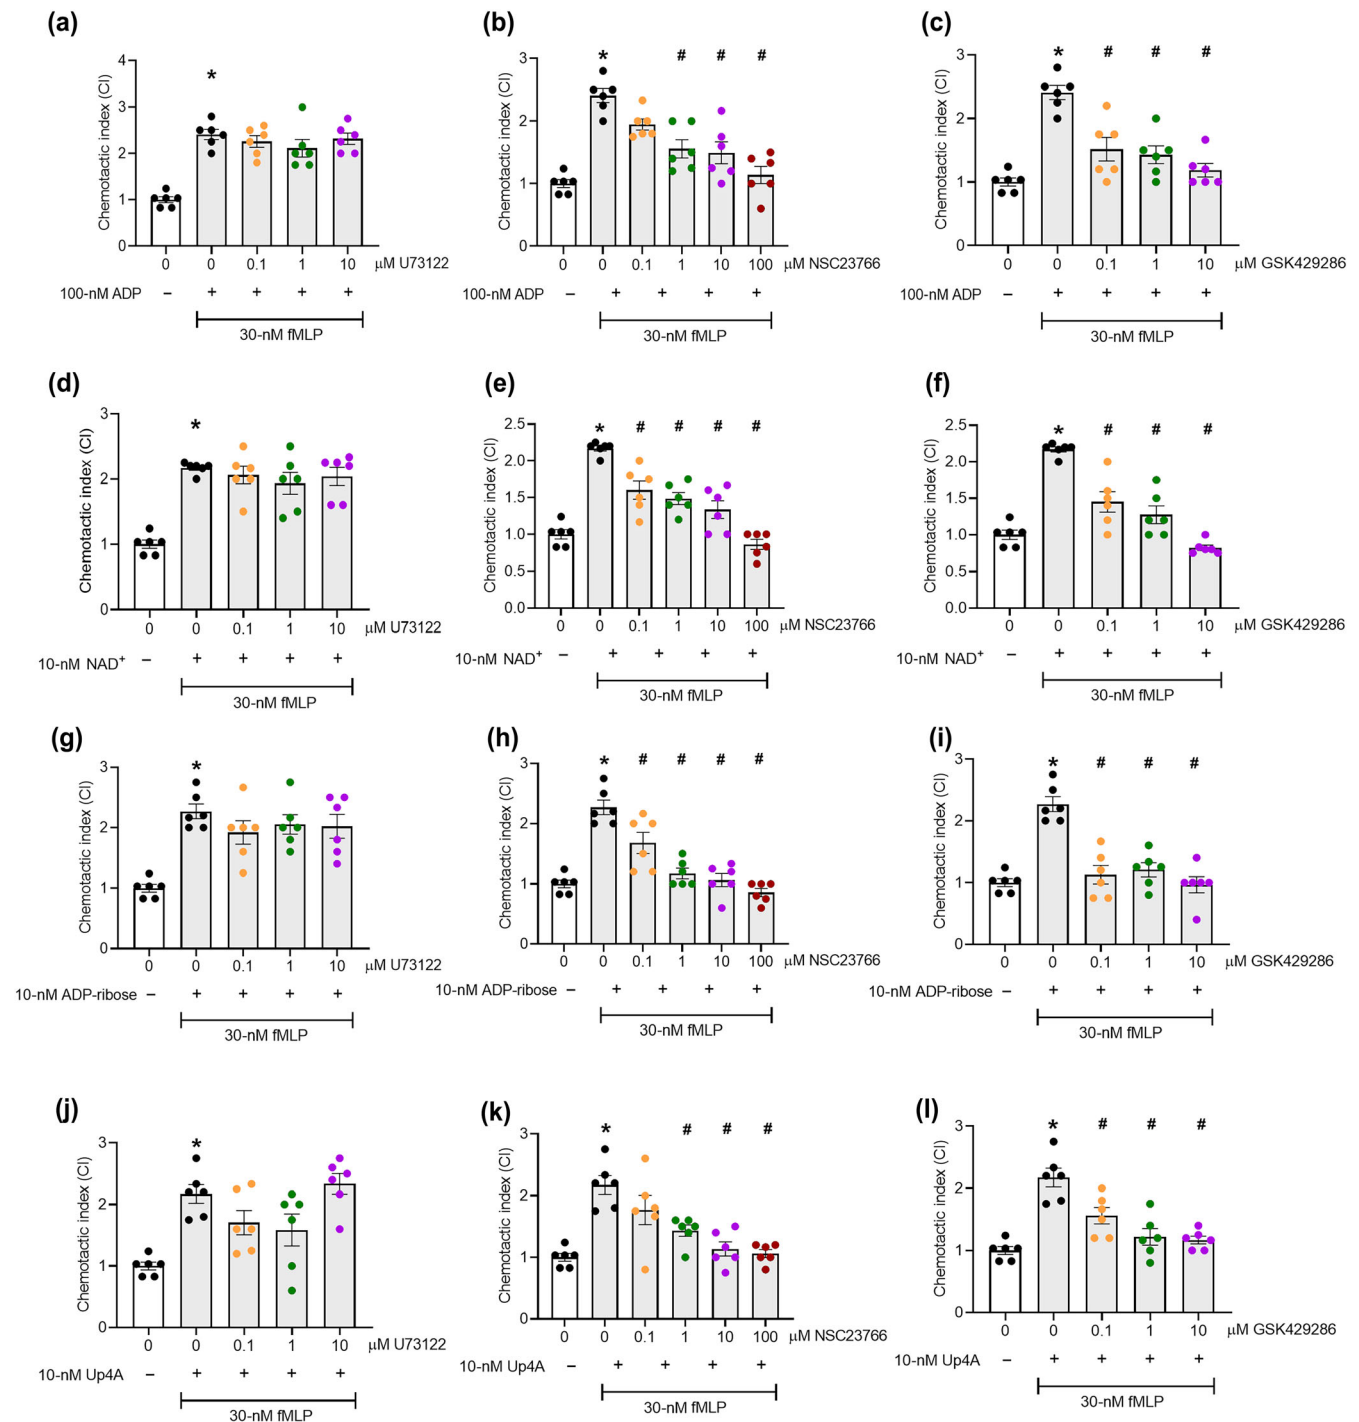 (a)
Chemotactic index (CI)
4
3
2
1
0
*
0 0 0.1 1 10 μM U73122
100-nM ADP – + + + +
30-nM fMLP
(b)
Chemotactic index (CI)
3
2
1
0
* # # #
0 0 0.1 1 10 100 μM NSC23766
100-nM ADP – + + + +
30-nM fMLP
(c)
Chemotactic index (CI)
3
2
1
0
* # # #
0 0 0.1 1 10 μM GSK429286
100-nM ADP – + + + +
30-nM fMLP
(d)
Chemotactic index (CI)
3
2
1
0
*
0 0 0.1 1 10 μM U73122
10-nM NAD⁺ – + + + +
30-nM fMLP
(e)
Chemotactic index (CI)
2.5
2.0
1.5
1.0
0.5
0.0
* # # # #
0 0 0.1 1 10 100 μM NSC23766
10-nM NAD⁺ – + + + +
30-nM fMLP
(f)
Chemotactic index (CI)
2.5
2.0
1.5
1.0
0.5
0.0
* # # #
0 0 0.1 1 10 μM GSK429286
10-nM NAD⁺ – + + + +
30-nM fMLP
(g)
Chemotactic index (CI)
3
2
1
0
*
0 0 0.1 1 10 μM U73122
10-nM ADP-ribose – + + + +
30-nM fMLP
(h)
Chemotactic index (CI)
3
2
1
0
* # # # #
0 0 0.1 1 10 100 μM NSC23766
10-nM ADP-ribose – + + + +
30-nM fMLP
(i)
Chemotactic index (CI)
3
2
1
0
* # # #
0 0 0.1 1 10 μM GSK429286
10-nM ADP-ribose – + + + +
30-nM fMLP
(j)
Chemotactic index (CI)
3
2
1
0
*
0 0 0.1 1 10 μM U73122
10-nM Up4A – + + + +
30-nM fMLP
(k)
Chemotactic index (CI)
3
2
1
0
* # # #
0 0 0.1 1 10 100 μM NSC23766
10-nM Up4A – + + + +
30-nM fMLP
(l)
Chemotactic index (CI)
3
2
1
0
* # # #
0 0 0.1 1 10 μM GSK429286
10-nM Up4A – + + + +
30-nM fMLP